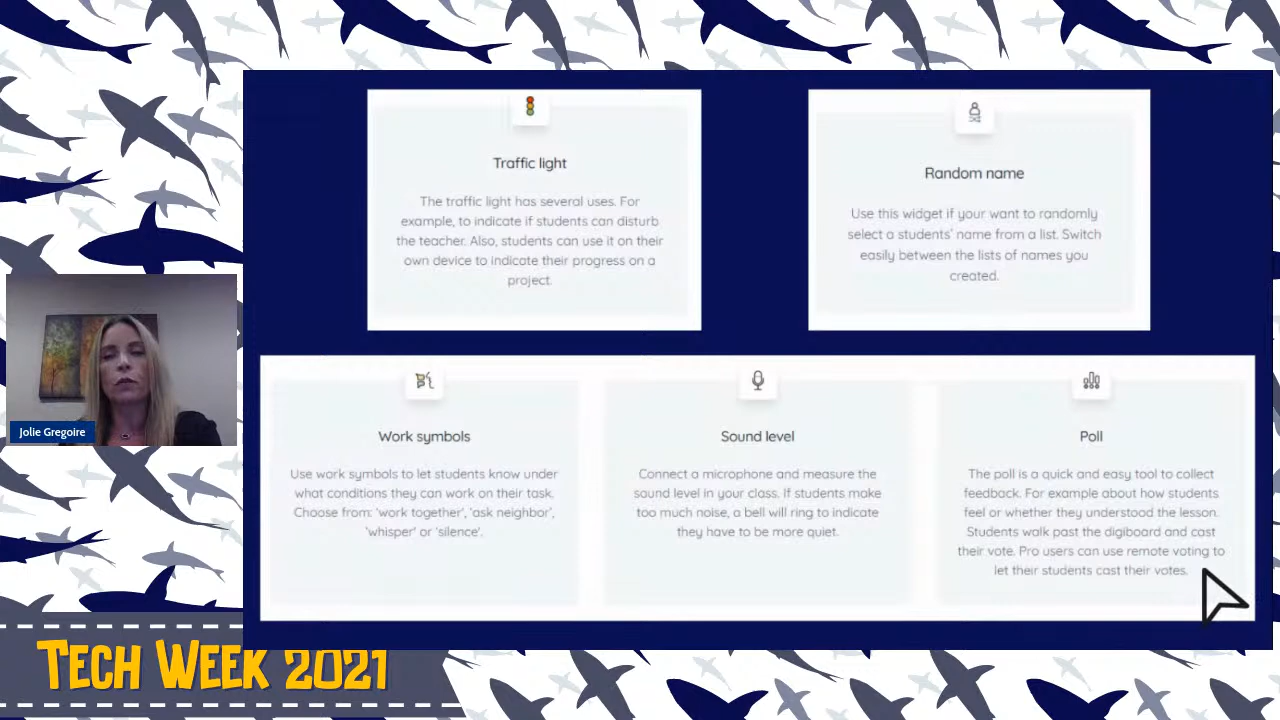 Traffic light
The traffic light has several uses. For
example, to indicate if students can disturb
the teacher. Also, students can use it on their
own device to indicate their progress on a
project.
Random name
Use this widget if your want to randomly
select a students' name from a list. Switch
easily between the lists of names you
created.
Work symbols
Use work symbols to let students know under
what conditions they can work on their task.
Choose from: 'work together', 'ask neighbor',
'whisper' or 'silence'.
Sound level
Connect a microphone and measure the
sound level in your class. If students make
too much noise, a bell will ring to indicate
they have to be more quiet.
Poll
The poll is a quick and easy tool to collect
feedback. For example about how students
feel or whether they understood the lesson.
Students walk past the digiboard and cast
their vote. Pro users can use remote voting to
let their students cast their votes.
Jolie Gregoire
TECH WEEK 2021